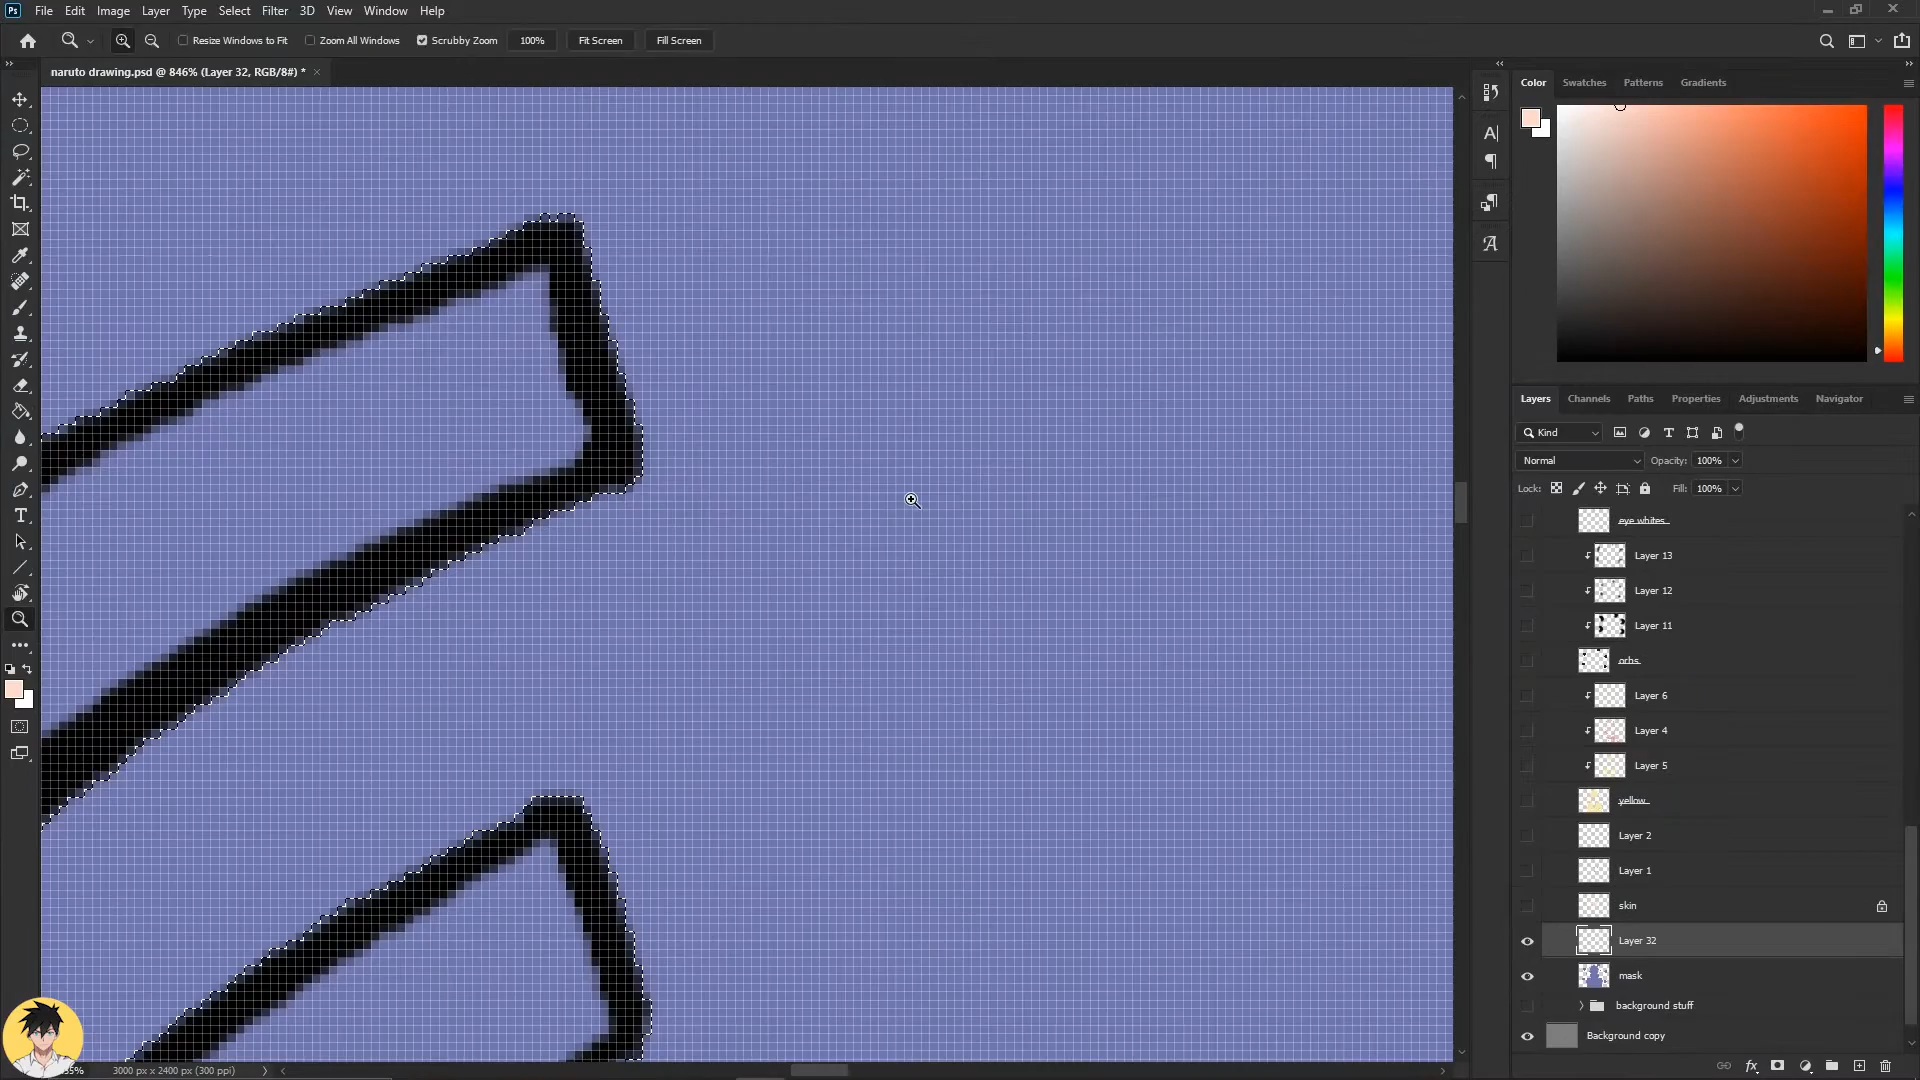 Ps File Edit Image Layer Type Select Filter 3D View Window Help
Resize Windows to Fit Zoom All Windows Scrubby Zoom 100% Fit Screen Fill Screen
naruto drawing.psd @ 846% (Layer 32, RGB/8#) *
Color Swatches Patterns Gradients
Layers Channels Paths Properties Adjustments Navigator
Kind
Normal Opacity: 100%
Lock: Fill: 100%
eye whites
Layer 13
Layer 12
Layer 11
orbs
Layer 6
Layer 4
Layer 5
yellow
Layer 2
Layer 1
skin
Layer 32
mask
background stuff
Background copy
3000 px x 2400 px (300 ppi)